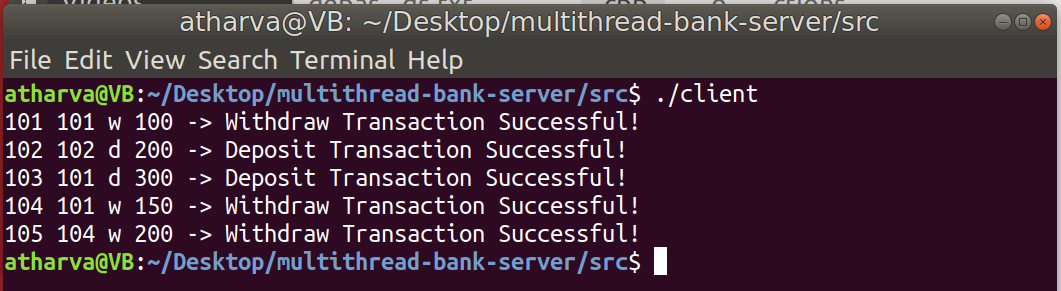 atharva@VB: ~/Desktop/multithread-bank-server/src
File Edit View Search Terminal Help
atharva@VB:~/Desktop/multithread-bank-server/src$ ./client
101 101 w 100 -> Withdraw Transaction Successful!
102 102 d 200 -> Deposit Transaction Successful!
103 101 d 300 -> Deposit Transaction Successful!
104 101 w 150 -> Withdraw Transaction Successful!
105 104 w 200 -> Withdraw Transaction Successful!
atharva@VB:~/Desktop/multithread-bank-server/src$